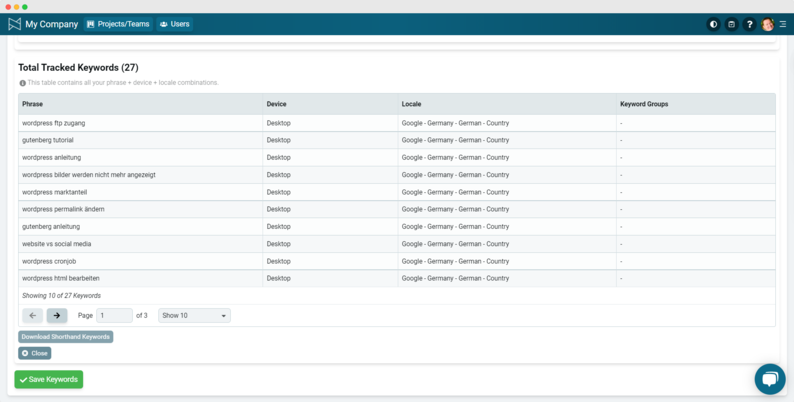 My Company Projects/Teams Users ?
Total Tracked Keywords (27)
This table contains all your phrase + device + locale combinations.
Phrase Device Locale Keyword Groups
wordpress ftp zugang Desktop Google - Germany - German - Country -
gutenberg tutorial Desktop Google - Germany - German - Country -
wordpress anleitung Desktop Google - Germany - German - Country -
wordpress bilder werden nicht mehr angezeigt Desktop Google - Germany - German - Country -
wordpress marktanteil Desktop Google - Germany - German - Country -
wordpress permalink ändern Desktop Google - Germany - German - Country -
gutenberg anleitung Desktop Google - Germany - German - Country -
website vs social media Desktop Google - Germany - German - Country -
wordpress cronjob Desktop Google - Germany - German - Country -
wordpress html bearbeiten Desktop Google - Germany - German - Country -
Showing 10 of 27 Keywords
Page 1 of 3 Show 10
Download Shorthand Keywords
Close
Save Keywords